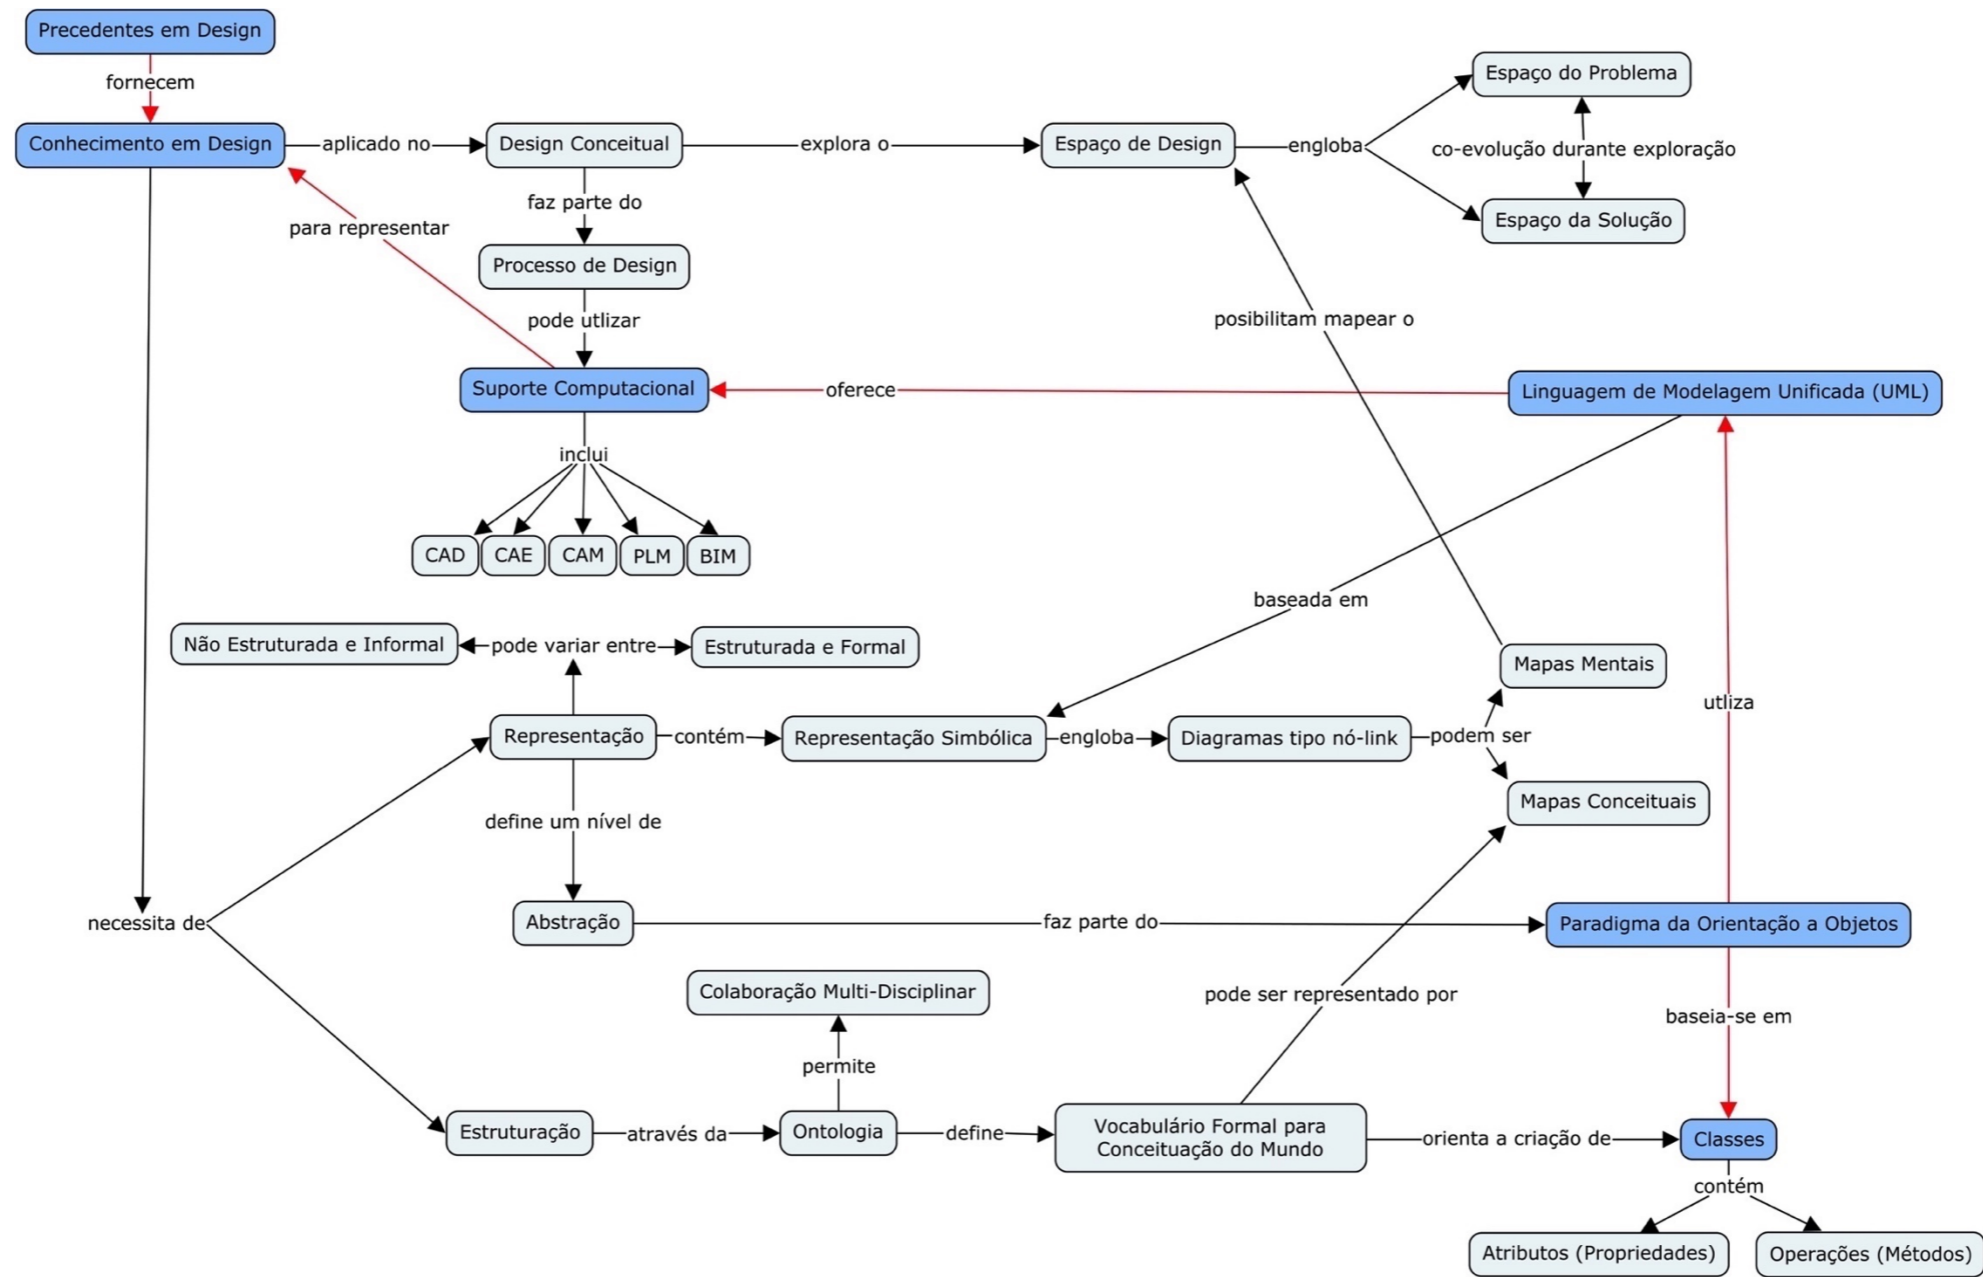 Precedentes em Design
fornecem
Conhecimento em Design
aplicado no
Design Conceitual
explora o
Espaço de Design
engloba
Espaço do Problema
co-evolução durante exploração
Espaço da Solução
faz parte do
Processo de Design
para representar
pode utlizar
posibilitam mapear o
Suporte Computacional
oferece
Linguagem de Modelagem Unificada (UML)
inclui
CAD
CAE
CAM
PLM
BIM
baseada em
Não Estruturada e Informal
pode variar entre
Estruturada e Formal
Mapas Mentais
utliza
Representação
contém
Representação Simbólica
engloba
Diagramas tipo nó-link
podem ser
Mapas Conceituais
define um nível de
necessita de
Abstração
faz parte do
Paradigma da Orientação a Objetos
Colaboração Multi-Disciplinar
pode ser representado por
baseia-se em
permite
Estruturação
através da
Ontologia
define
Vocabulário Formal para
Conceituação do Mundo
orienta a criação de
Classes
contém
Atributos (Propriedades)
Operações (Métodos)